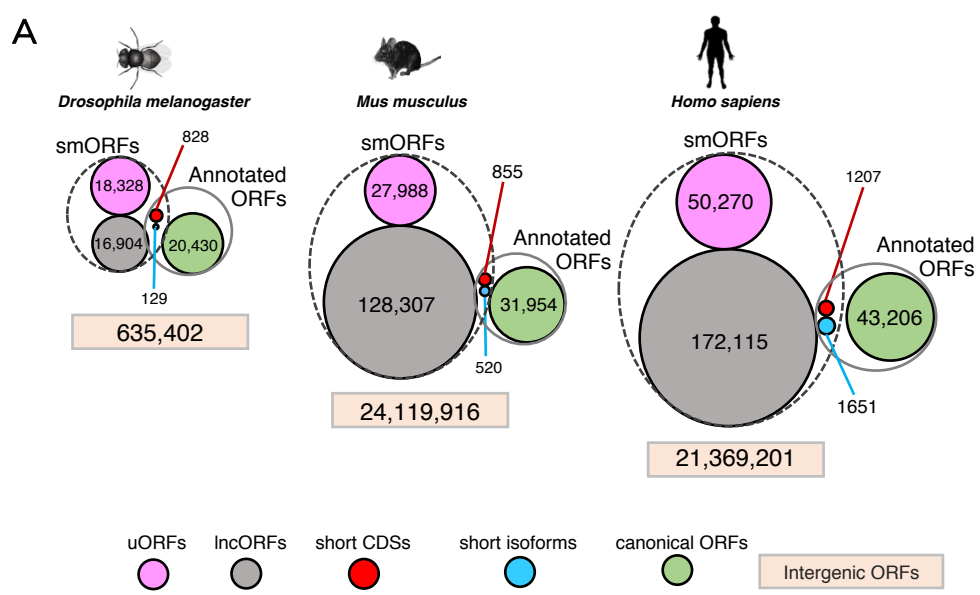 A
Drosophila melanogaster
Mus musculus
Homo sapiens
smORFs
828
Annotated
ORFs
18,328
16,904
20,430
129
635,402
smORFs
27,988
855
Annotated
ORFs
128,307
31,954
520
24,119,916
smORFs
50,270
1207
Annotated
ORFs
172,115
43,206
1651
21,369,201
uORFs
lncORFs
short CDSs
short isoforms
canonical ORFs
Intergenic ORFs